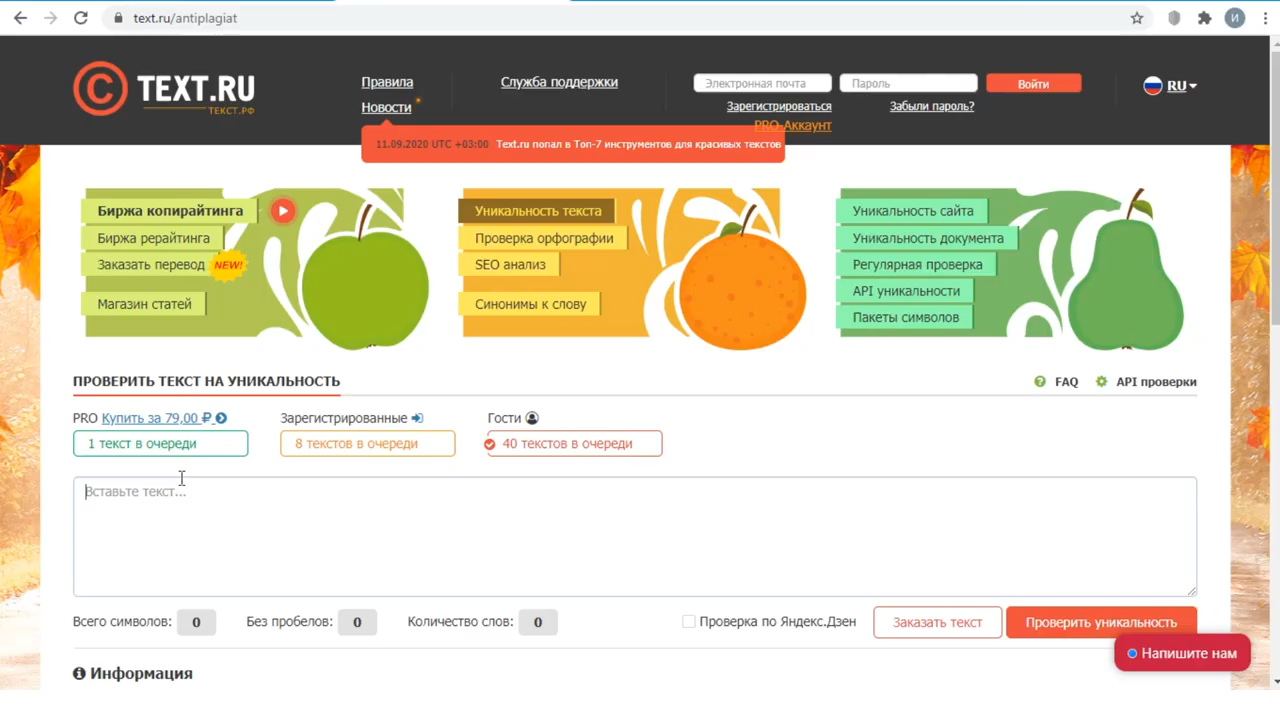 text.ru/antiplagiat
И
© TEXT.RU
ТЕКСТ.РФ
Правила
Новости
Служба поддержки
Электронная почта
Пароль
Войти
Зарегистрироваться
Забыли пароль?
PRO-Аккаунт
RU
11.09.2020 UTC +03:00 Text.ru попал в Топ-7 инструментов для красивых текстов
Биржа копирайтинга
Биржа рерайтинга
Заказать перевод NEW!
Магазин статей
Уникальность текста
Проверка орфографии
SEO анализ
Синонимы к слову
Уникальность сайта
Уникальность документа
Регулярная проверка
API уникальности
Пакеты символов
ПРОВЕРИТЬ ТЕКСТ НА УНИКАЛЬНОСТЬ
FAQ
API проверки
PRO Купить за 79,00 ₽
Зарегистрированные
Гости
1 текст в очереди
8 текстов в очереди
40 текстов в очереди
Вставьте текст...
Всего символов: 0
Без пробелов: 0
Количество слов: 0
Проверка по Яндекс.Дзен
Заказать текст
Проверить уникальность
Напишите нам
Информация